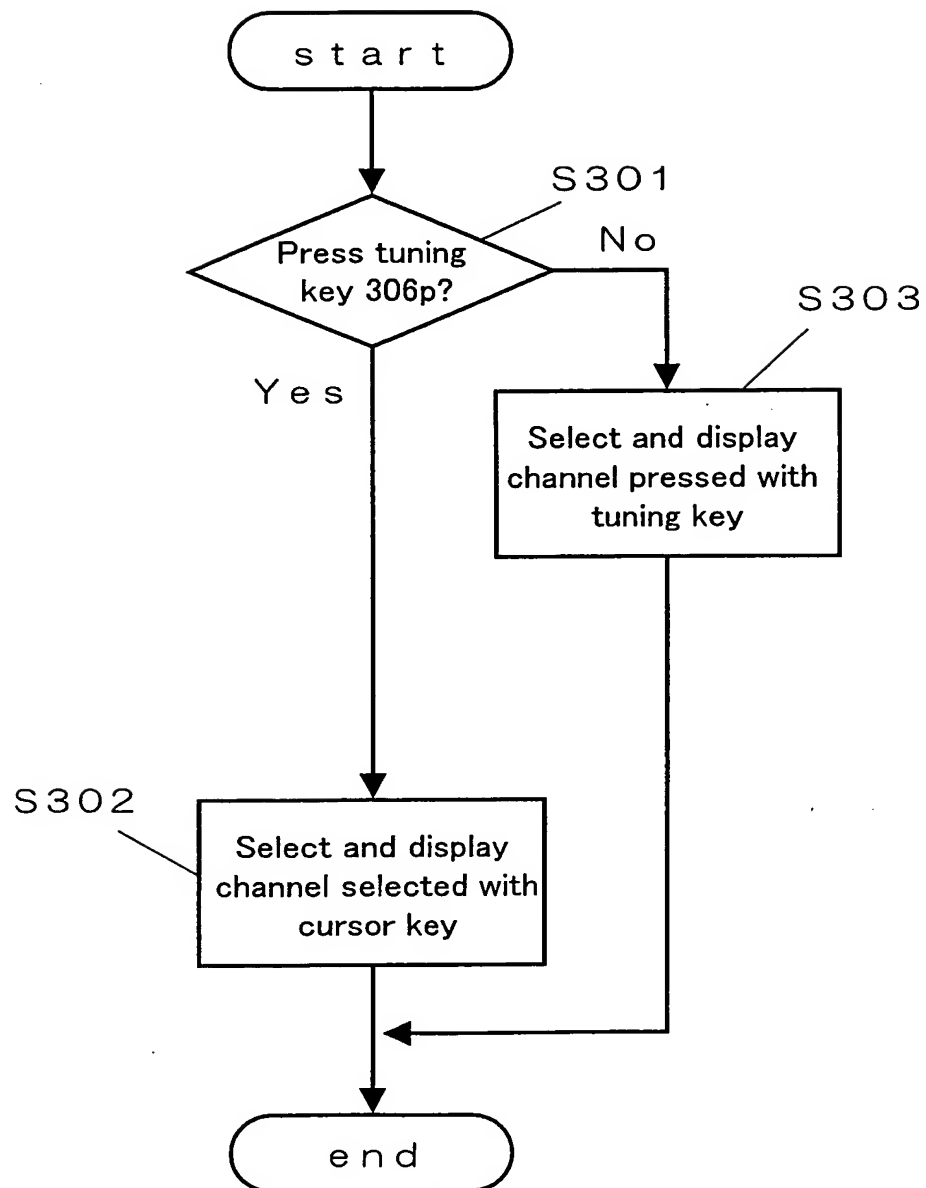 start
S301
Press tuning
key 306p?
No
S303
Yes
Select and display
channel pressed with
tuning key
S302
Select and display
channel selected with
cursor key
end